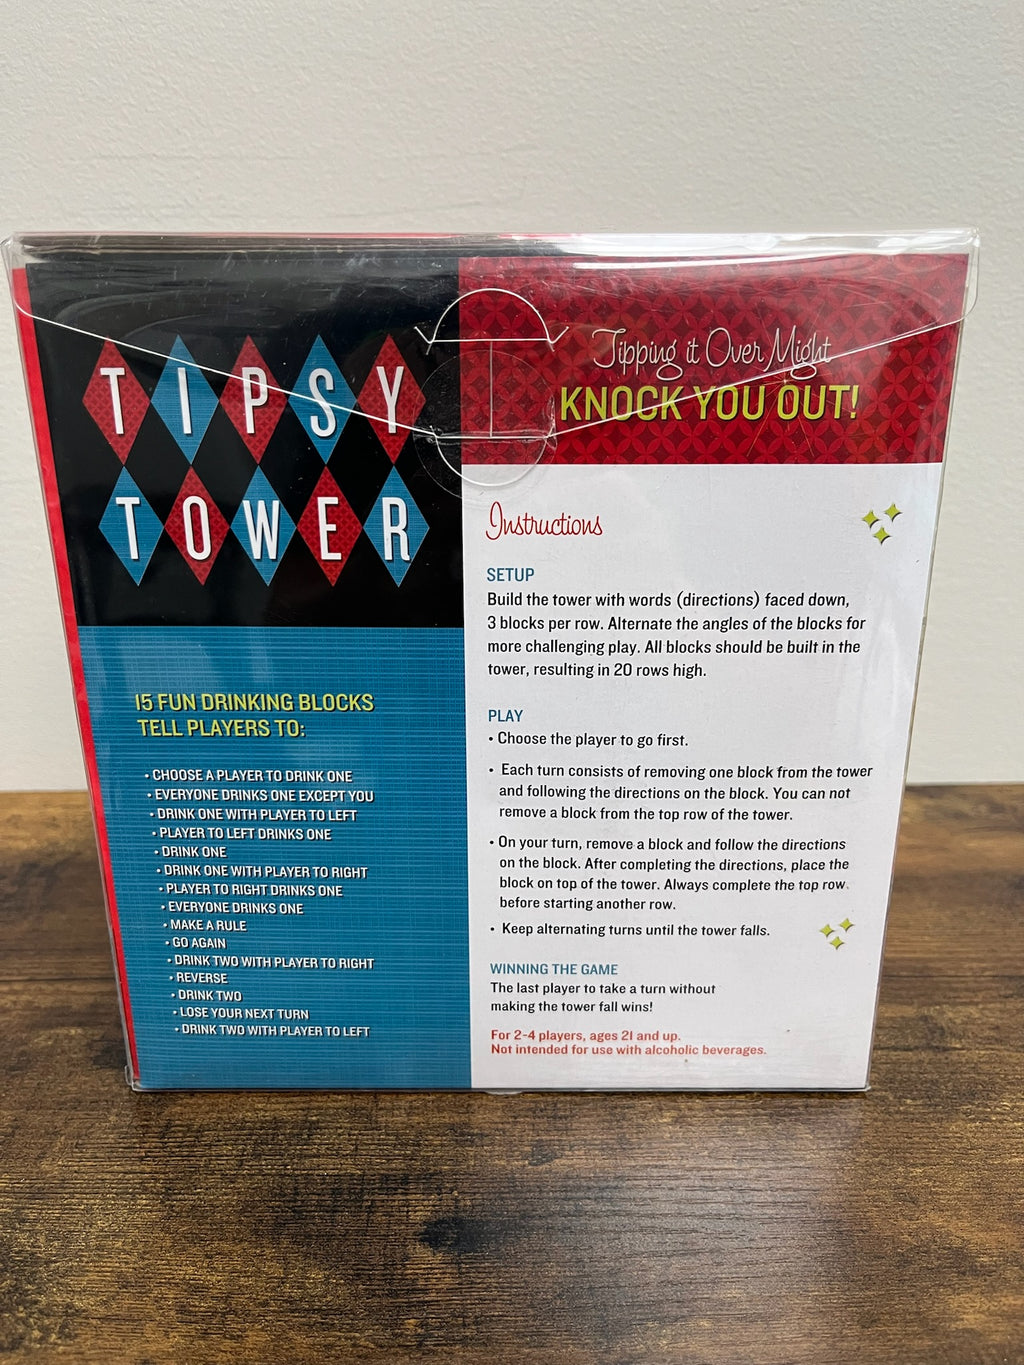 TIPSY
TOWER
15 FUN DRINKING BLOCKS
TELL PLAYERS TO:
• CHOOSE A PLAYER TO DRINK ONE
• EVERYONE DRINKS ONE EXCEPT YOU
• DRINK ONE WITH PLAYER TO LEFT
• PLAYER TO LEFT DRINKS ONE
• DRINK ONE
• DRINK ONE WITH PLAYER TO RIGHT
• PLAYER TO RIGHT DRINKS ONE
• EVERYONE DRINKS ONE
• MAKE A RULE
• GO AGAIN
• DRINK TWO WITH PLAYER TO RIGHT
• REVERSE
• DRINK TWO
• LOSE YOUR NEXT TURN
• DRINK TWO WITH PLAYER TO LEFT
Tipping it Over Might
KNOCK YOU OUT!
Instructions
SETUP
Build the tower with words (directions) faced down,
3 blocks per row. Alternate the angles of the blocks for
more challenging play. All blocks should be built in the
tower, resulting in 20 rows high.
PLAY
• Choose the player to go first.
• Each turn consists of removing one block from the tower
and following the directions on the block. You can not
remove a block from the top row of the tower.
• On your turn, remove a block and follow the directions
on the block. After completing the directions, place the
block on top of the tower. Always complete the top row
before starting another row.
• Keep alternating turns until the tower falls.
WINNING THE GAME
The last player to take a turn without
making the tower fall wins!
For 2-4 players, ages 21 and up.
Not intended for use with alcoholic beverages.